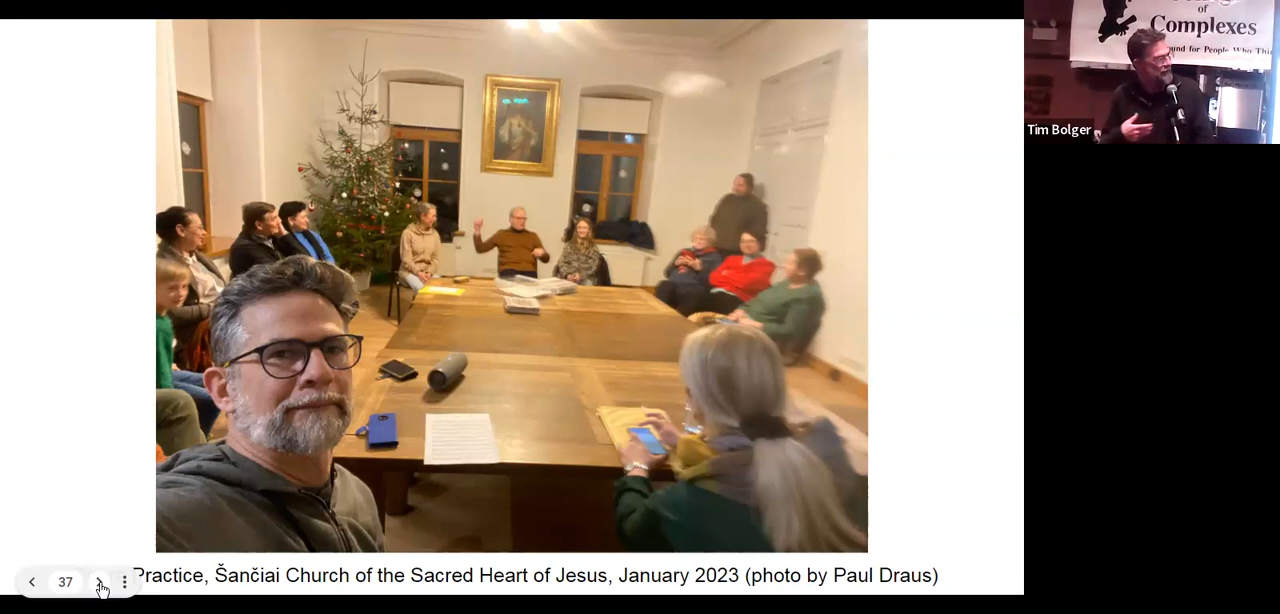 of
Complexes
Tim Bolger
37
Practice, Šančiai Church of the Sacred Heart of Jesus, January 2023 (photo by Paul Draus)